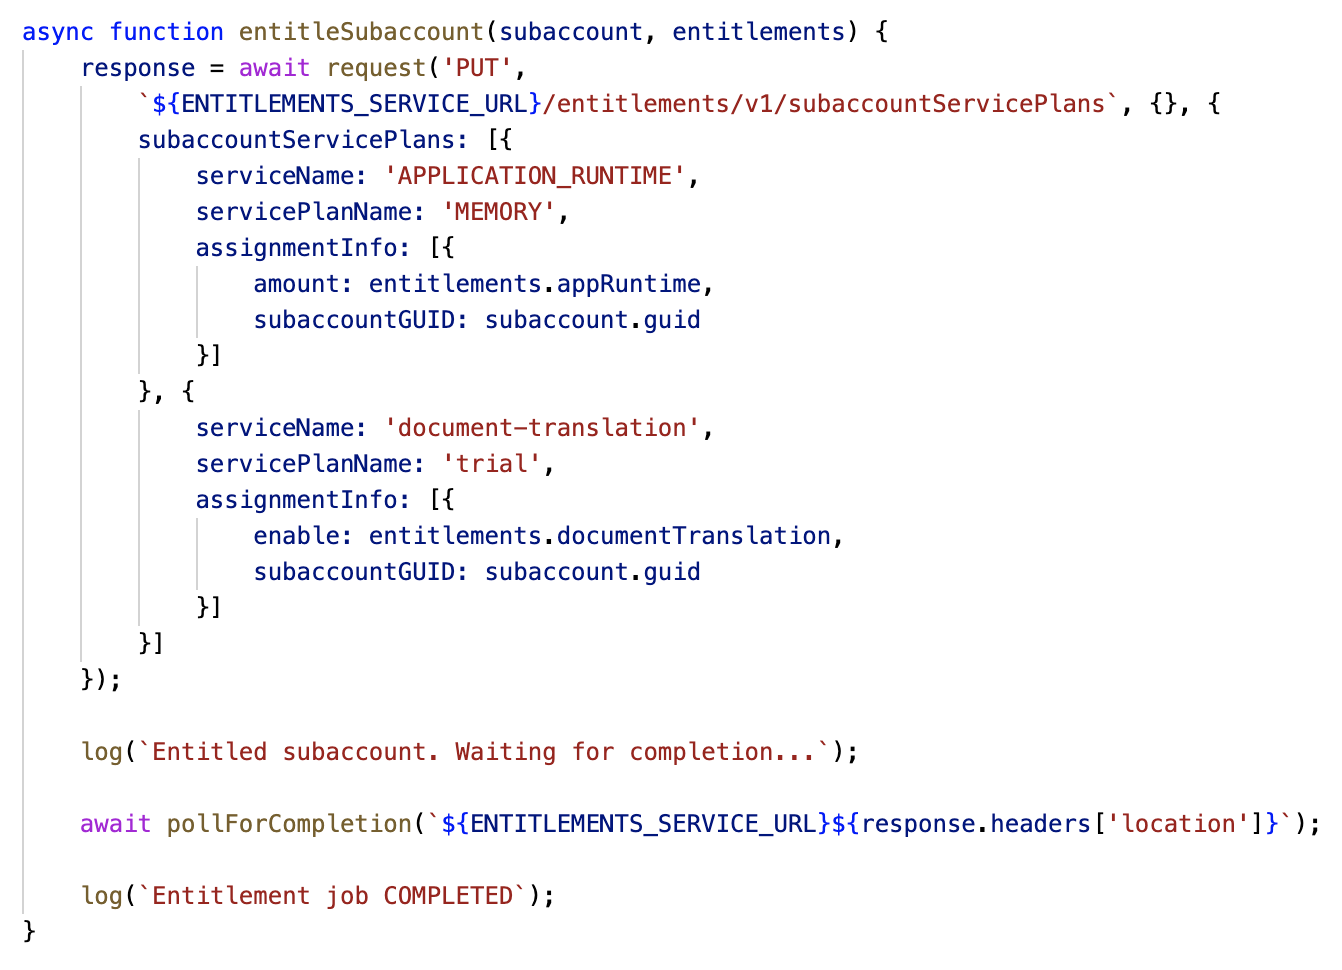 async function entitleSubaccount(subaccount, entitlements) {
    response = await request('PUT',
        `${ENTITLEMENTS_SERVICE_URL}/entitlements/v1/subaccountServicePlans`, {}, {
        subaccountServicePlans: [{
            serviceName: 'APPLICATION_RUNTIME',
            servicePlanName: 'MEMORY',
            assignmentInfo: [{
                amount: entitlements.appRuntime,
                subaccountGUID: subaccount.guid
            }]
        }, {
            serviceName: 'document-translation',
            servicePlanName: 'trial',
            assignmentInfo: [{
                enable: entitlements.documentTranslation,
                subaccountGUID: subaccount.guid
            }]
        }]
    });

    log(`Entitled subaccount. Waiting for completion...`);

    await pollForCompletion(`${ENTITLEMENTS_SERVICE_URL}${response.headers['location']}`);

    log(`Entitlement job COMPLETED`);
}